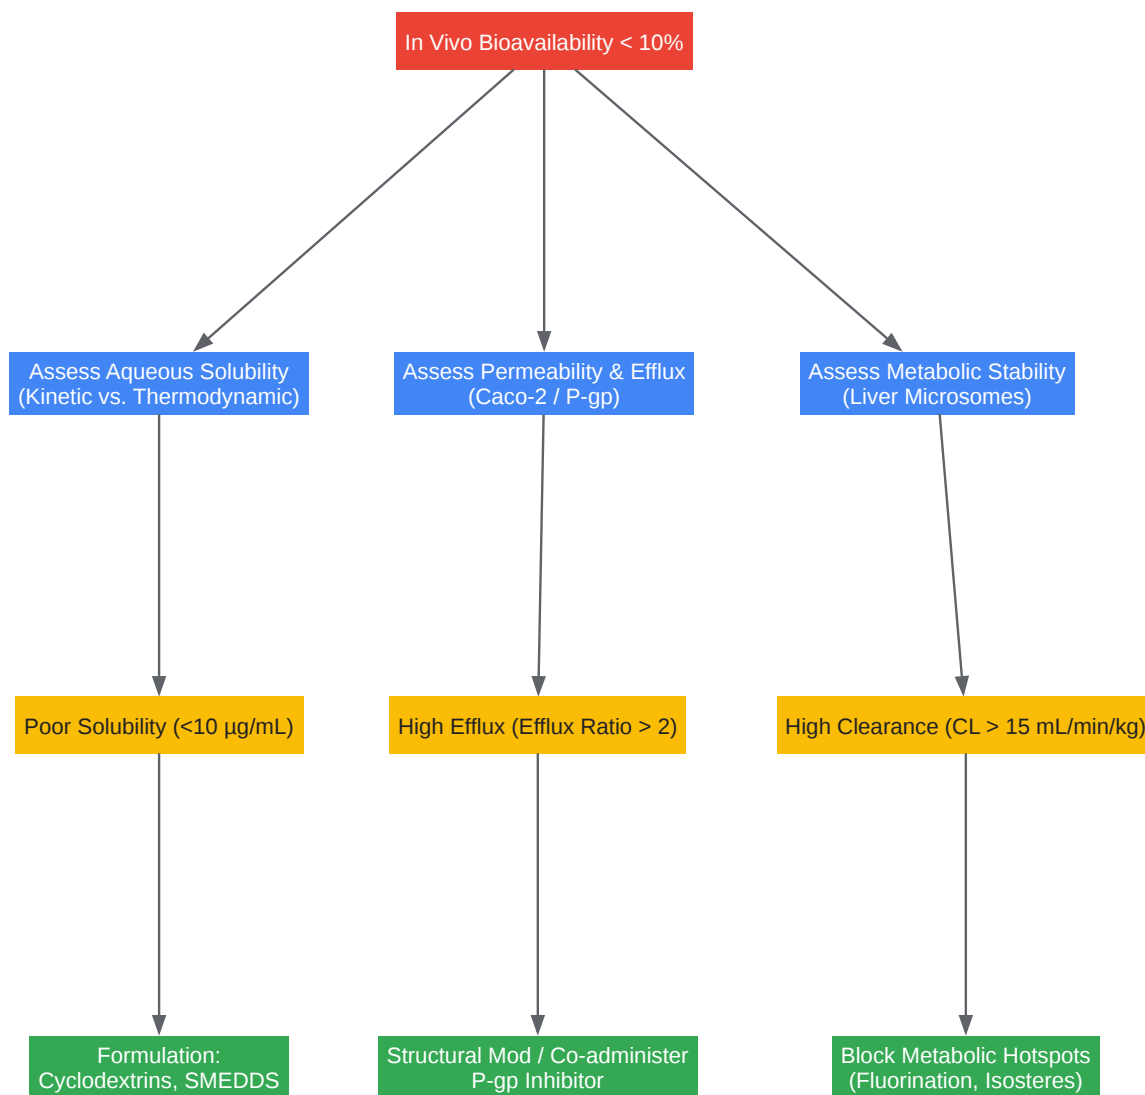 In Vivo Bioavailability < 10%
Assess Aqueous Solubility
(Kinetic vs. Thermodynamic)
Assess Permeability & Efflux
(Caco-2 / P-gp)
Assess Metabolic Stability
(Liver Microsomes)
Poor Solubility (<10 µg/mL)
High Efflux (Efflux Ratio > 2)
High Clearance (CL > 15 mL/min/kg)
Formulation:
Cyclodextrins, SMEDDS
Structural Mod / Co-administer
P-gp Inhibitor
Block Metabolic Hotspots
(Fluorination, Isosteres)